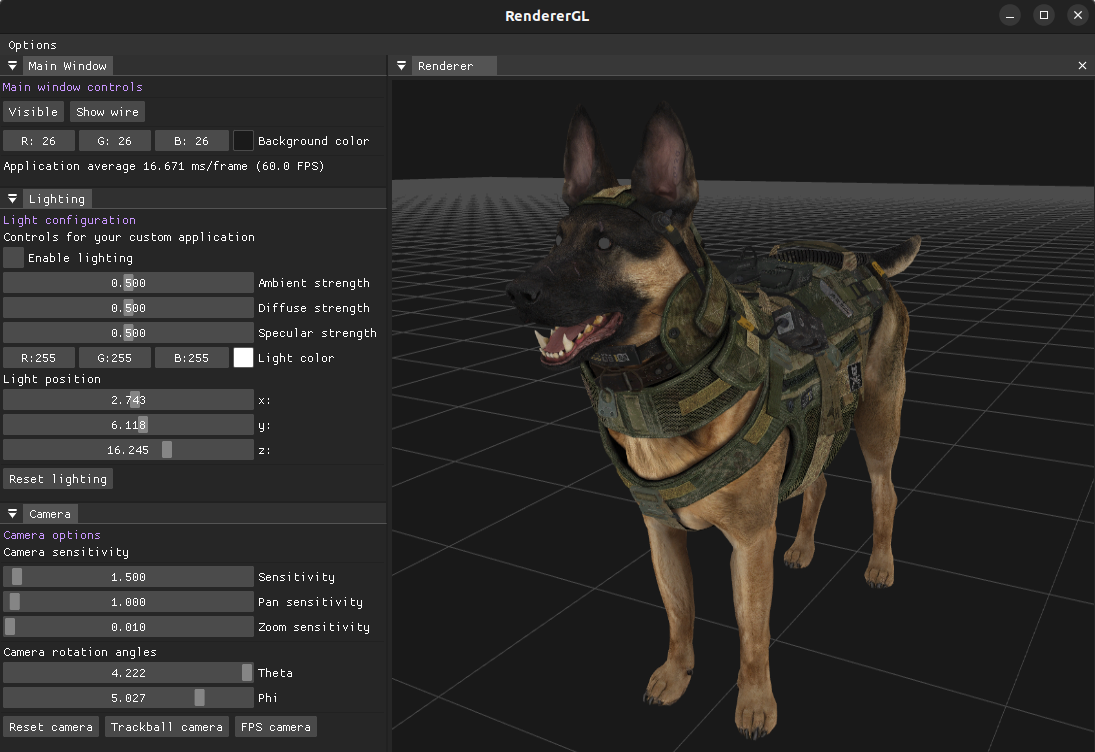 RendererGL
Options
Main Window
Main window controls
Visible Show wire
R: 26 G: 26 B: 26 Background color
Application average 16.671 ms/frame (60.0 FPS)
Lighting
Light configuration
Controls for your custom application
Enable lighting
0.500 Ambient strength
0.500 Diffuse strength
0.500 Specular strength
R:255 G:255 B:255 Light color
Light position
2.743 x:
6.118 y:
16.245 z:
Reset lighting
Camera
Camera options
Camera sensitivity
1.500 Sensitivity
1.000 Pan sensitivity
0.010 Zoom sensitivity
Camera rotation angles
4.222 Theta
5.027 Phi
Reset camera Trackball camera FPS camera
Renderer